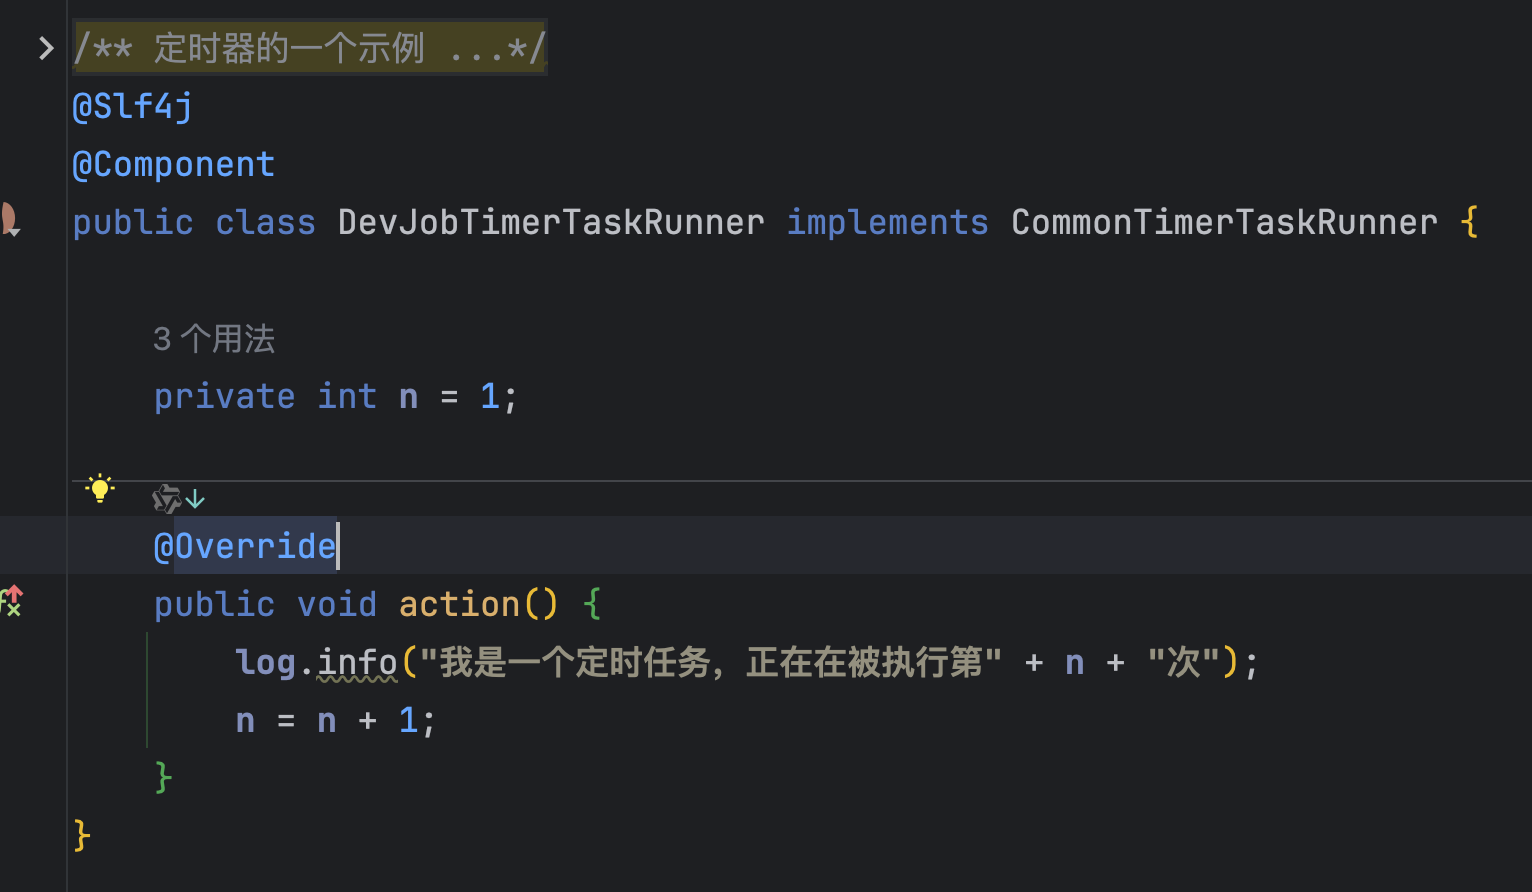 /** 定时器的一个示例 ...*/
@Slf4j
@Component
public class DevJobTimerTaskRunner implements CommonTimerTaskRunner {
3 个用法
private int n = 1;
@Override
public void action() {
log.info("我是一个定时任务，正在在被执行第" + n + "次");
n = n + 1;
}
}